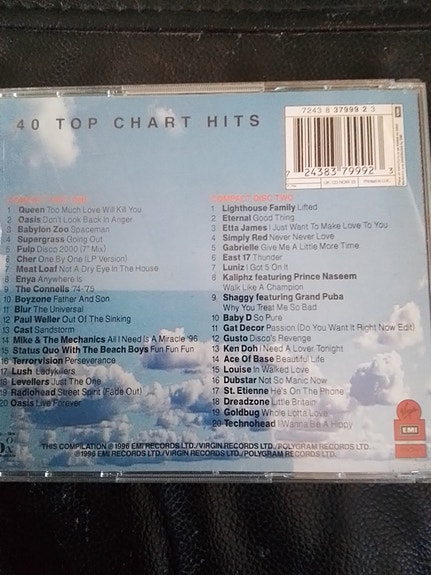 7243 8 37999 2 3
40 TOP CHART HITS
7 24383 79992 3
COMPACT DISC ONE
1 Queen Too Much Love Will Kill You
2 Oasis Don't Look Back In Anger
3 Babylon Zoo Spaceman
4 Supergrass Going Out
5 Pulp Disco 2000 (7" Mix)
6 Cher One By One (LP Version)
7 Meat Loaf Not A Dry Eye In The House
8 Enya Anywhere Is
9 The Connells 74-'75
10 Boyzone Father And Son
11 Blur The Universal
12 Paul Weller Out Of The Sinking
13 Cast Sandstorm
14 Mike & The Mechanics All I Need Is A Miracle '96
15 Status Quo With The Beach Boys Fun Fun Fun
16 Terrorvision Perseverance
17 Lush Ladykillers
18 Levellers Just The One
19 Radiohead Street Spirit (Fade Out)
20 Oasis Live Forever
COMPACT DISC TWO
1 Lighthouse Family Lifted
2 Eternal Good Thing
3 Etta James I Just Want To Make Love To You
4 Simply Red Never Never Love
5 Gabrielle Give Me A Little More Time
6 East 17 Thunder
7 Luniz I Got 5 On It
8 Kaliphz featuring Prince Naseem
Walk Like A Champion
9 Shaggy featuring Grand Puba
Why You Treat Me So Bad
10 Baby D So Pure
11 Gat Decor Passion (Do You Want It Right Now Edit)
12 Gusto Disco's Revenge
13 Ken Doh I Need A Lover Tonight
14 Ace Of Base Beautiful Life
15 Louise In Walked Love
16 Dubstar Not So Manic Now
17 St. Etienne He's On The Phone
18 Dreadzone Little Britain
19 Goldbug Whole Lotta Love
20 Technohead I Wanna Be A Hippy
THIS COMPILATION ℗ 1996 EMI RECORDS LTD./VIRGIN RECORDS LTD./POLYGRAM RECORDS LTD.
© 1996 EMI RECORDS LTD./VIRGIN RECORDS LTD./POLYGRAM RECORDS LTD.
Virgin
EMI